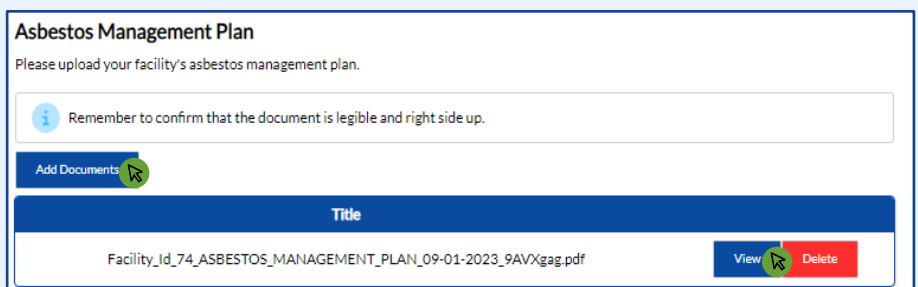 Asbestos Management Plan
Please upload your facility's asbestos management plan.
i Remember to confirm that the document is legible and right side up.
Add Documents
Title
Facility_Id_74_ASBESTOS_MANAGEMENT_PLAN_09-01-2023_9AVXgag.pdf View Delete